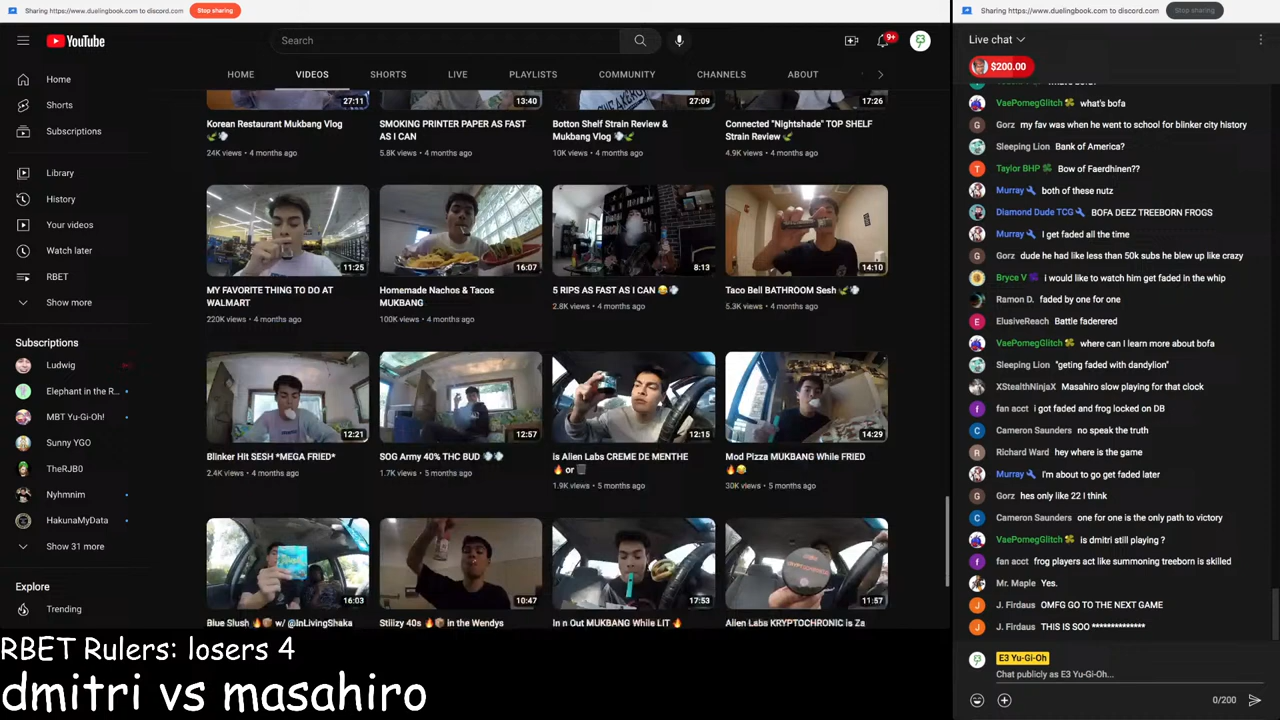 Sharing https://www.duelingbook.com to discord.com
Stop sharing
Sharing https://www.duelingbook.com to discord.com
Stop sharing
YouTube
Search
9+
HOME
VIDEOS
SHORTS
LIVE
PLAYLISTS
COMMUNITY
CHANNELS
ABOUT
Home
Shorts
Subscriptions
Library
History
Your videos
Watch later
RBET
Show more
Subscriptions
Ludwig
Elephant in the R...
MBT Yu-Gi-Oh!
Sunny YGO
TheRJB0
Nyhmnim
HakunaMyData
Show 31 more
Explore
Trending
27:11
13:40
27:09
17:26
Korean Restaurant Mukbang Vlog
24K views • 4 months ago
SMOKING PRINTER PAPER AS FAST
AS I CAN
5.8K views • 4 months ago
Botton Shelf Strain Review &
Mukbang Vlog
10K views • 4 months ago
Connected "Nightshade" TOP SHELF
Strain Review
4.9K views • 4 months ago
11:25
16:07
8:13
14:10
MY FAVORITE THING TO DO AT
WALMART
220K views • 4 months ago
Homemade Nachos & Tacos
MUKBANG
100K views • 4 months ago
5 RIPS AS FAST AS I CAN
2.8K views • 4 months ago
Taco Bell BATHROOM Sesh
5.3K views • 4 months ago
12:21
12:57
12:15
14:29
Blinker Hit SESH *MEGA FRIED*
2.4K views • 4 months ago
SOG Army 40% THC BUD
1.7K views • 5 months ago
is Alien Labs CREME DE MENTHE
or
1.9K views • 5 months ago
Mod Pizza MUKBANG While FRIED
30K views • 5 months ago
16:03
10:47
17:53
11:57
Blue Slush w/ @InLivingShaka
Stiiizy 40s in the Wendys
In n Out MUKBANG While LIT
Alien Labs KRYPTOCHRONIC is Za
Live chat
$200.00
VaePomegGlitch what's bofa
Gorz my fav was when he went to school for blinker city history
Sleeping Lion Bank of America?
Taylor BHP Bow of Faerdhinen??
Murray both of these nutz
Diamond Dude TCG BOFA DEEZ TREEBORN FROGS
Murray I get faded all the time
Gorz dude he had like less than 50k subs he blew up like crazy
Bryce V i would like to watch him get faded in the whip
Ramon D. faded by one for one
ElusiveReach Battle faderered
VaePomegGlitch where can I learn more about bofa
Sleeping Lion "geting faded with dandylion"
XStealthNinjaX Masahiro slow playing for that clock
fan acct i got faded and frog locked on DB
Cameron Saunders no speak the truth
Richard Ward hey where is the game
Murray I'm about to go get faded later
Gorz hes only like 22 I think
Cameron Saunders one for one is the only path to victory
VaePomegGlitch is dmitri still playing ?
fan acct frog players act like summoning treeborn is skilled
Mr. Maple Yes.
J. Firdaus OMFG GO TO THE NEXT GAME
J. Firdaus THIS IS SOO **************
E3 Yu-Gi-Oh
Chat publicly as E3 Yu-Gi-Oh...
0/200
RBET Rulers: losers 4
dmitri vs masahiro